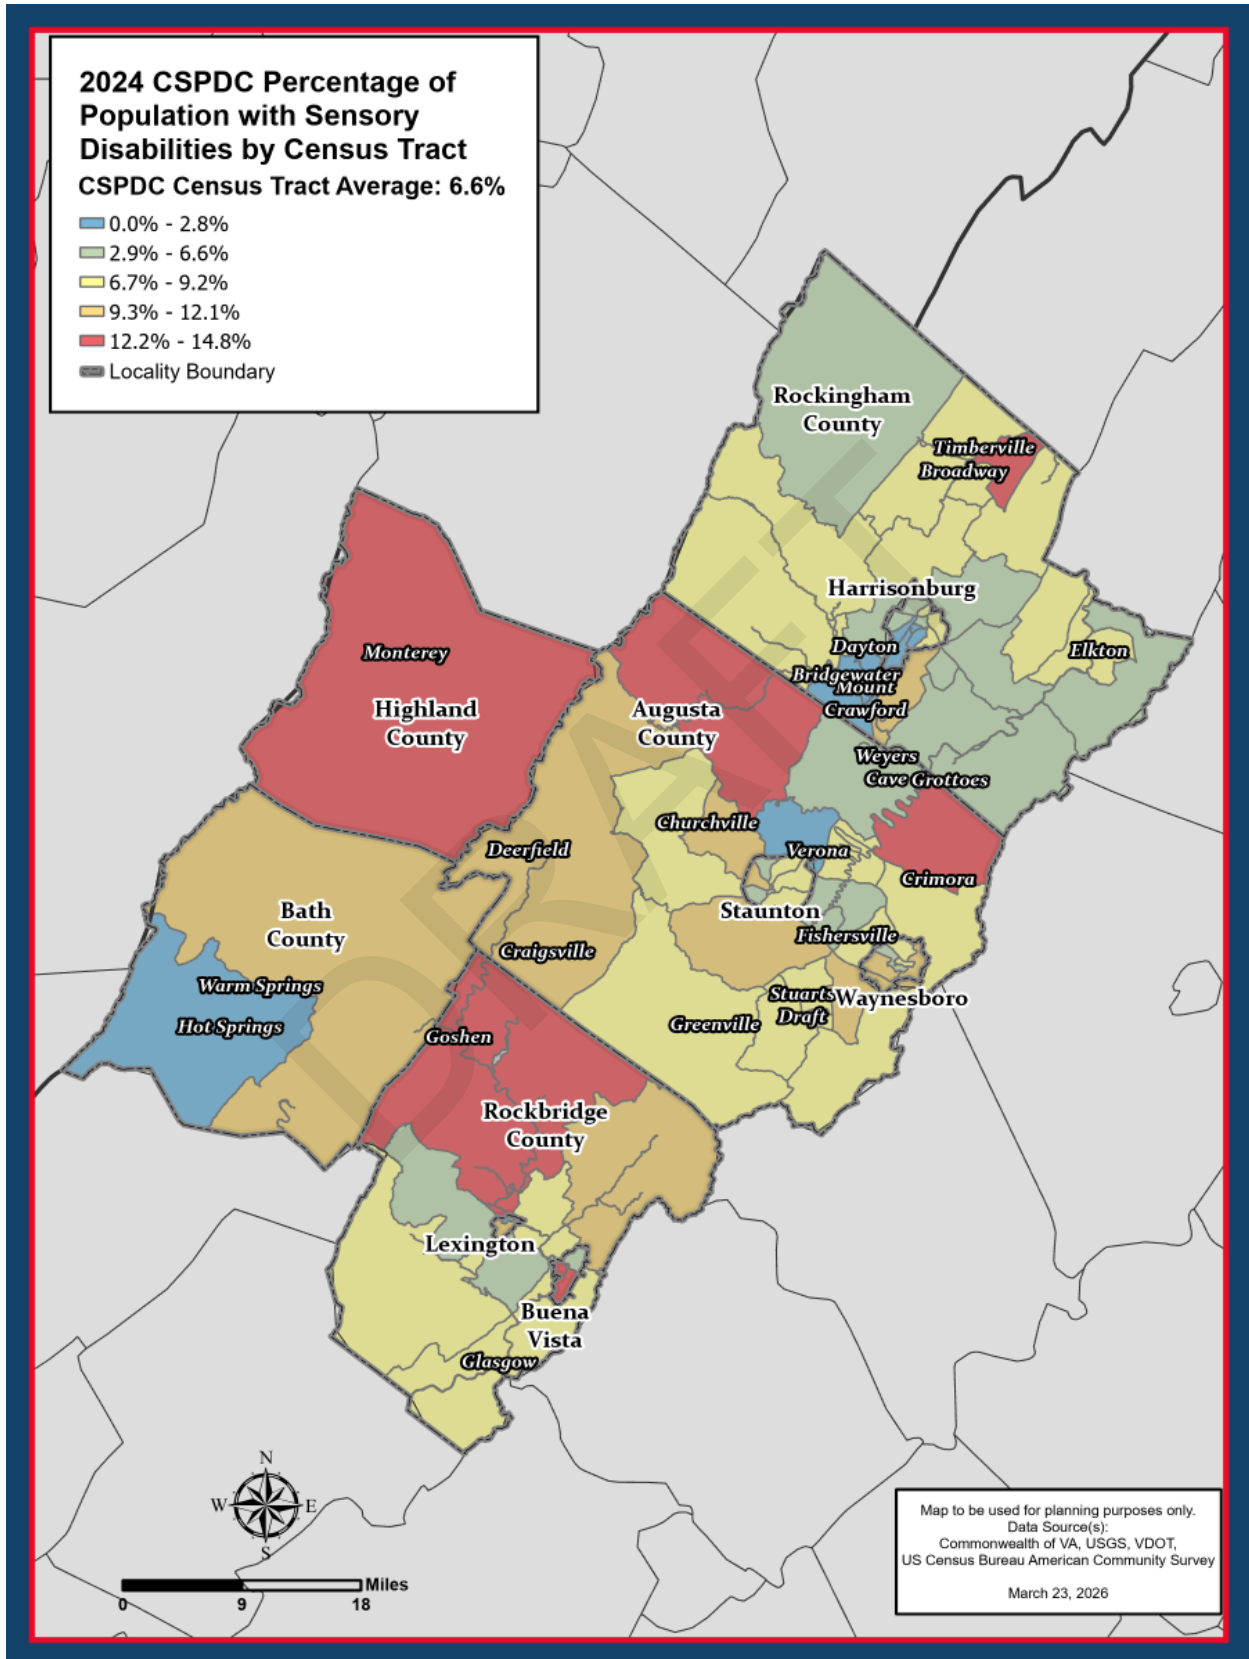 2024 CSPDC Percentage of
Population with Sensory
Disabilities by Census Tract
CSPDC Census Tract Average: 6.6%
0.0% - 2.8%
2.9% - 6.6%
6.7% - 9.2%
9.3% - 12.1%
12.2% - 14.8%
Locality Boundary
Rockingham
County
Timberville
Broadway
Harrisonburg
Dayton
Elkton
Bridgewater
Mount
Crawford
Monterey
Highland
County
Augusta
County
Weyers
Cave
Grottoes
Churchville
Deerfield
Verona
Crimora
Bath
County
Staunton
Fishersville
Craigsville
Warm Springs
Hot Springs
Stuarts
Draft
Waynesboro
Greenville
Goshen
Rockbridge
County
Lexington
Buena
Vista
Glasgow
DRAFT
N
W
E
S
Miles
0
9
18
Map to be used for planning purposes only.
Data Source(s):
Commonwealth of VA, USGS, VDOT,
US Census Bureau American Community Survey
March 23, 2026